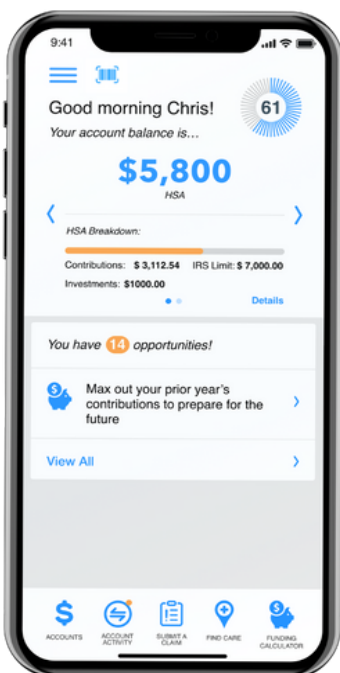 9:41
Good morning Chris!
61
Your account balance is...
$5,800
HSA
HSA Breakdown:
Contributions: $ 3,112.54 IRS Limit: $ 7,000.00
Investments: $1000.00
Details
You have 14 opportunities!
Max out your prior year's
contributions to prepare for the
future
View All
ACCOUNTS
ACCOUNT
ACTIVITY
SUBMIT A
CLAIM
FIND CARE
FUNDING
CALCULATOR